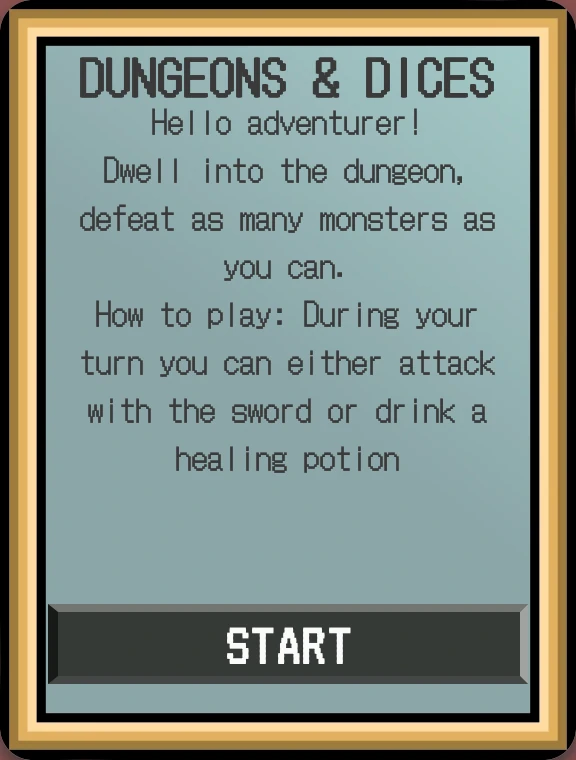 DUNGEONS & DICES
Hello adventurer!
Dwell into the dungeon,
defeat as many monsters as
you can.
How to play: During your
turn you can either attack
with the sword or drink a
healing potion
START